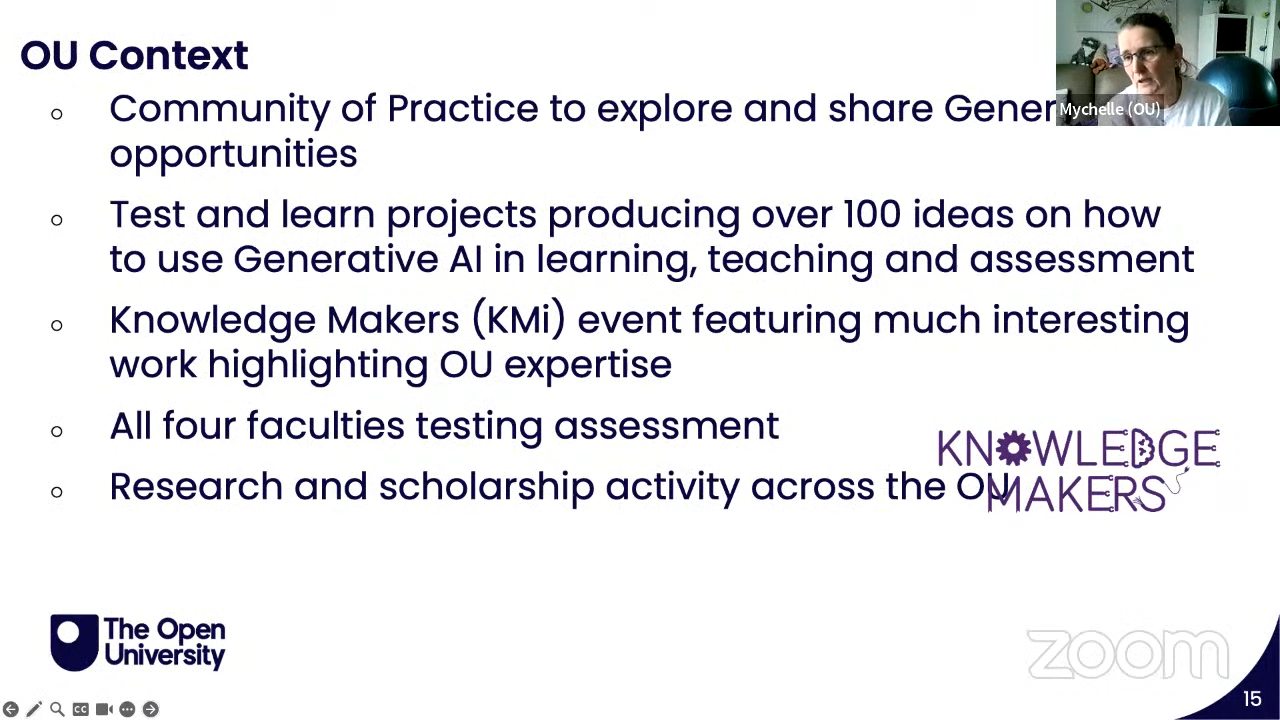 OU Context
Community of Practice to explore and share
opportunities
Test and learn projects producing over 100 ideas on how
to use Generative AI in learning, teaching and assessment
Knowledge Makers (KMi) event featuring much interesting
work highlighting OU expertise
All four faculties testing assessment
Research and scholarship activity across the OU
KNOWLEDGE
MAKERS
Mychelle (OU)
The Open
University
zoom
15
CC